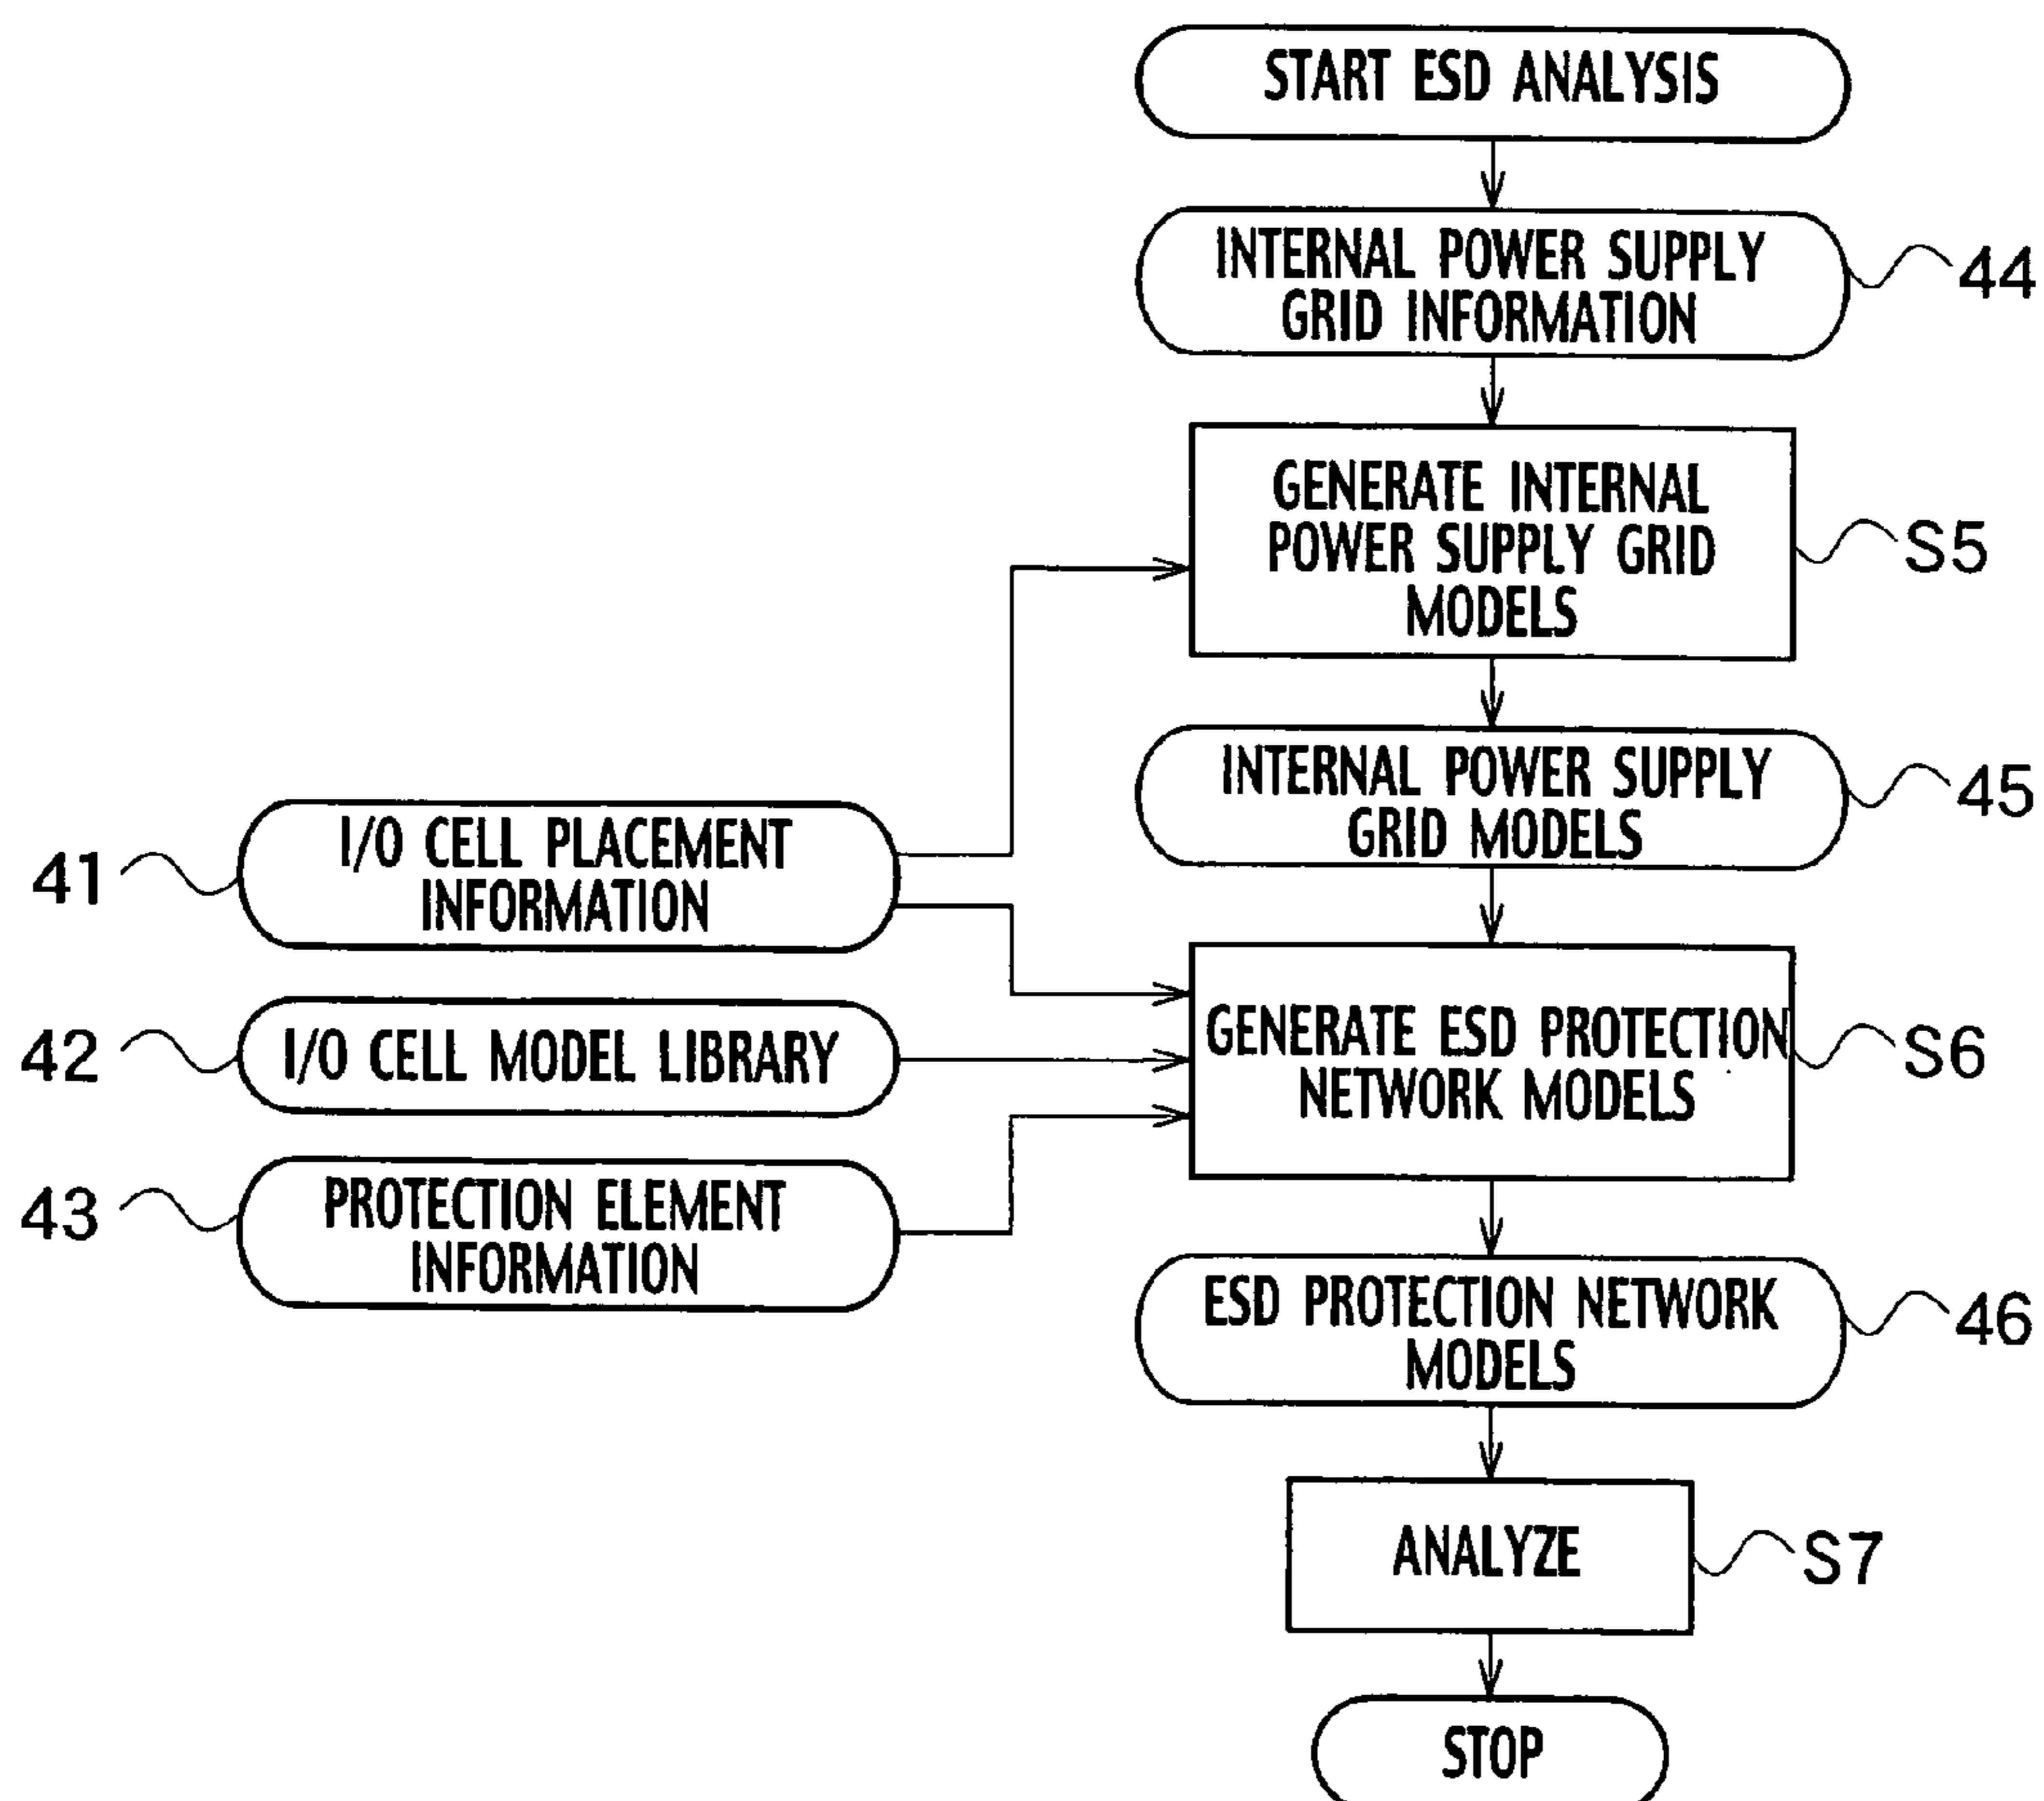 START ESD ANALYSIS
INTERNAL POWER SUPPLY
GRID INFORMATION
44
GENERATE INTERNAL
POWER SUPPLY GRID
MODELS
S5
INTERNAL POWER SUPPLY
GRID MODELS
45
41
I/O CELL PLACEMENT
INFORMATION
42
I/O CELL MODEL LIBRARY
43
PROTECTION ELEMENT
INFORMATION
GENERATE ESD PROTECTION
NETWORK MODELS
S6
ESD PROTECTION NETWORK
MODELS
46
ANALYZE
S7
STOP